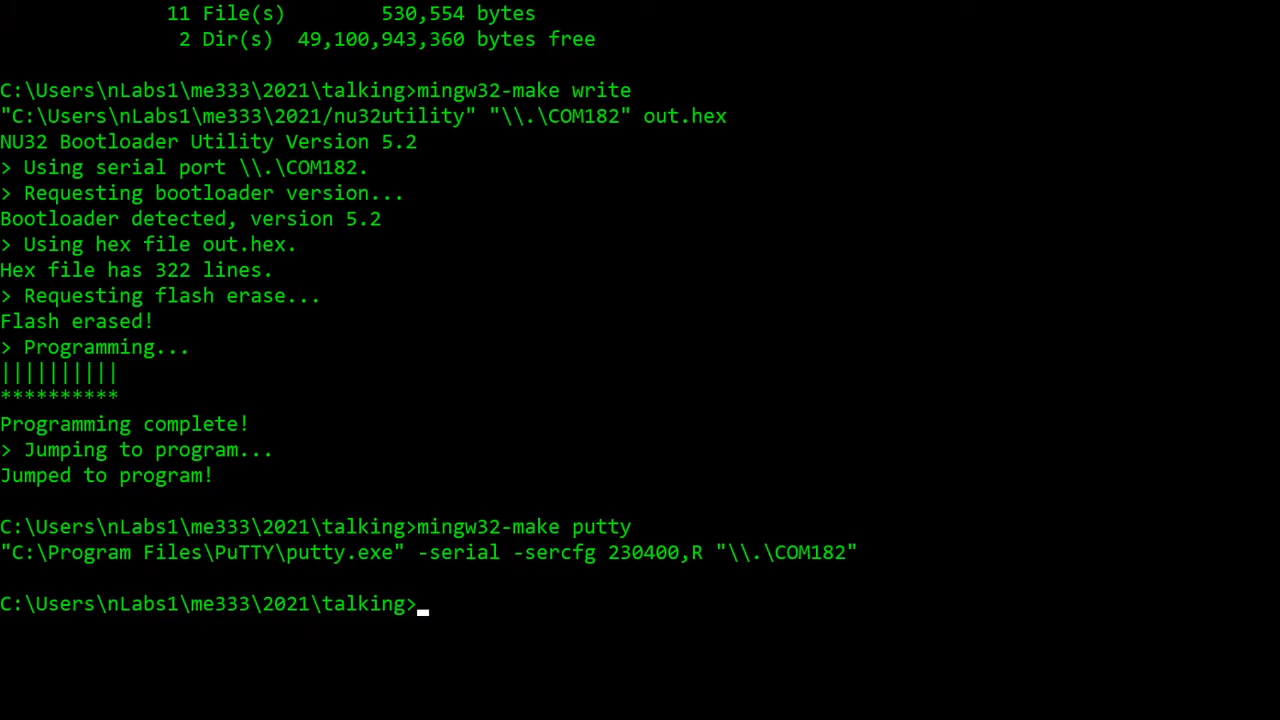 11 File(s)        530,554 bytes
2 Dir(s)  49,100,943,360 bytes free
C:\Users\nLabs1\me333\2021\talking>mingw32-make write
"C:\Users\nLabs1\me333\2021/nu32utility" "\\.\COM182" out.hex
NU32 Bootloader Utility Version 5.2
> Using serial port \\.\COM182.
> Requesting bootloader version...
Bootloader detected, version 5.2
> Using hex file out.hex.
Hex file has 322 lines.
> Requesting flash erase...
Flash erased!
> Programming...
||||||||||
**********
Programming complete!
> Jumping to program...
Jumped to program!
C:\Users\nLabs1\me333\2021\talking>mingw32-make putty
"C:\Program Files\PuTTY\putty.exe" -serial -sercfg 230400,R "\\.\COM182"
C:\Users\nLabs1\me333\2021\talking>